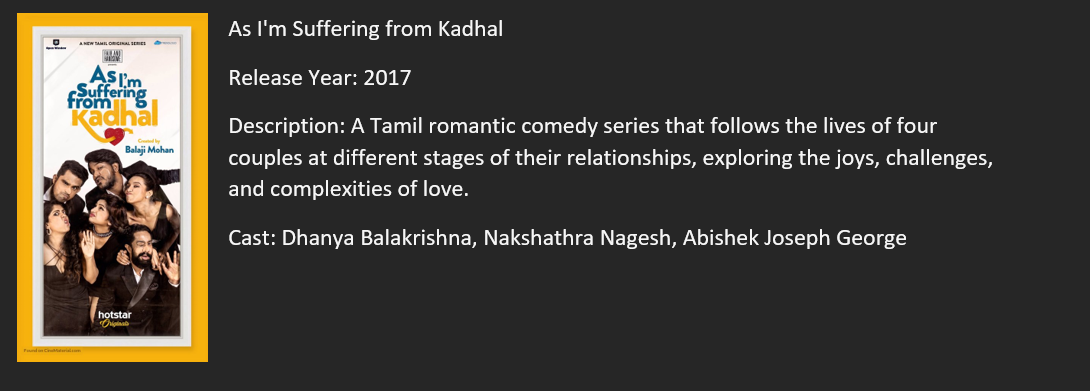 A NEW TAMIL ORIGINAL SERIES
As I'm
Suffering
from
Kadhal
Created by
Balaji Mohan
hotstar
Originals
As I'm Suffering from Kadhal
Release Year: 2017
Description: A Tamil romantic comedy series that follows the lives of four
couples at different stages of their relationships, exploring the joys, challenges,
and complexities of love.
Cast: Dhanya Balakrishna, Nakshathra Nagesh, Abishek Joseph George